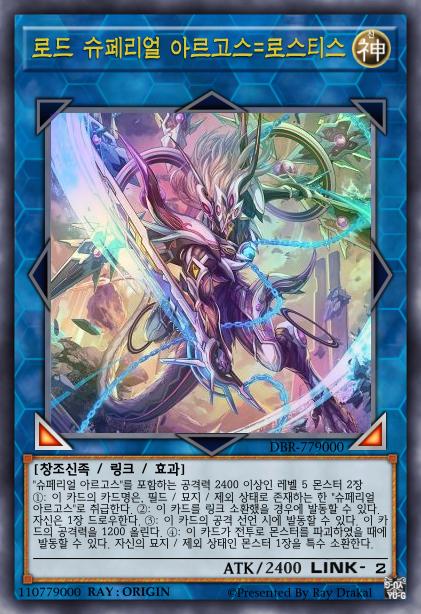 로드 슈페리얼 아르고스=로스티스
신
神
DBR-779000
[창조신족 / 링크 / 효과]
"슈페리얼 아르고스"를 포함하는 공격력 2400 이상인 레벨 5 몬스터 2장
①: 이 카드의 카드명은, 필드 / 묘지 / 제외 상태로 존재하는 한 "슈페리얼
아르고스"로 취급한다. ②: 이 카드를 링크 소환했을 경우에 발동할 수 있다.
자신은 1장 드로우한다. ③: 이 카드의 공격 선언 시에 발동할 수 있다. 이 카
드의 공격력을 1200 올린다. ④: 이 카드가 전투로 몬스터를 파괴하였을 때에
발동할 수 있다. 자신의 묘지 / 제외 상태인 몬스터 1장을 특수 소환한다.
ATK/2400 LINK- 2
110779000 RAY : ORIGIN ©Presented By Ray Drakal